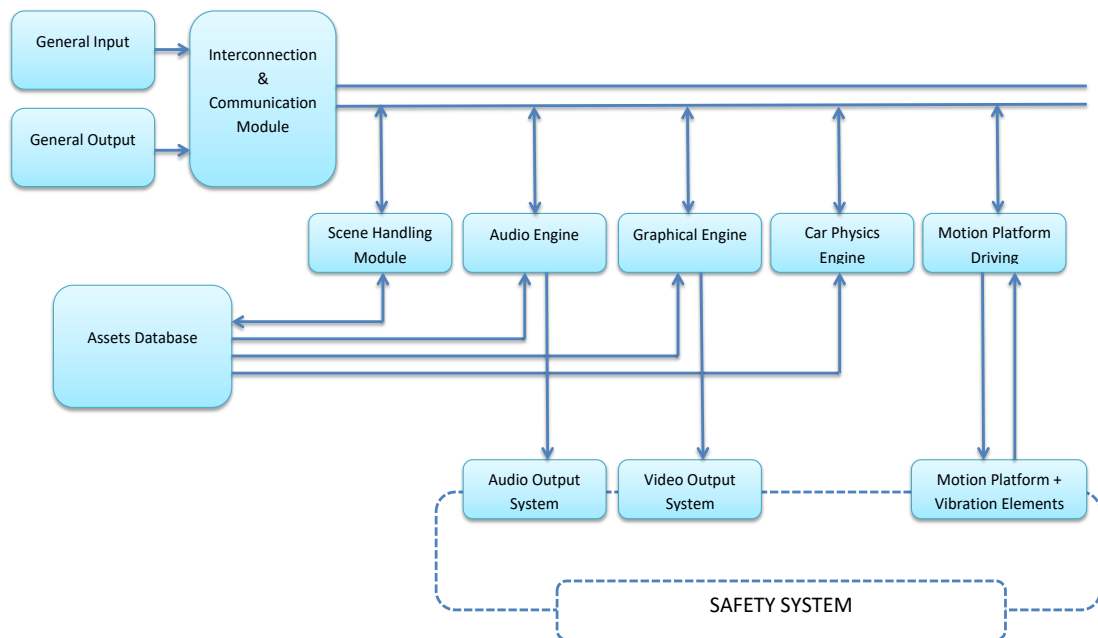 General Input
General Output
Interconnection
&
Communication
Module
Scene Handling
Module
Audio Engine
Graphical Engine
Car Physics
Engine
Motion Platform
Driving
Assets Database
Audio Output
System
Video Output
System
Motion Platform +
Vibration Elements
SAFETY SYSTEM